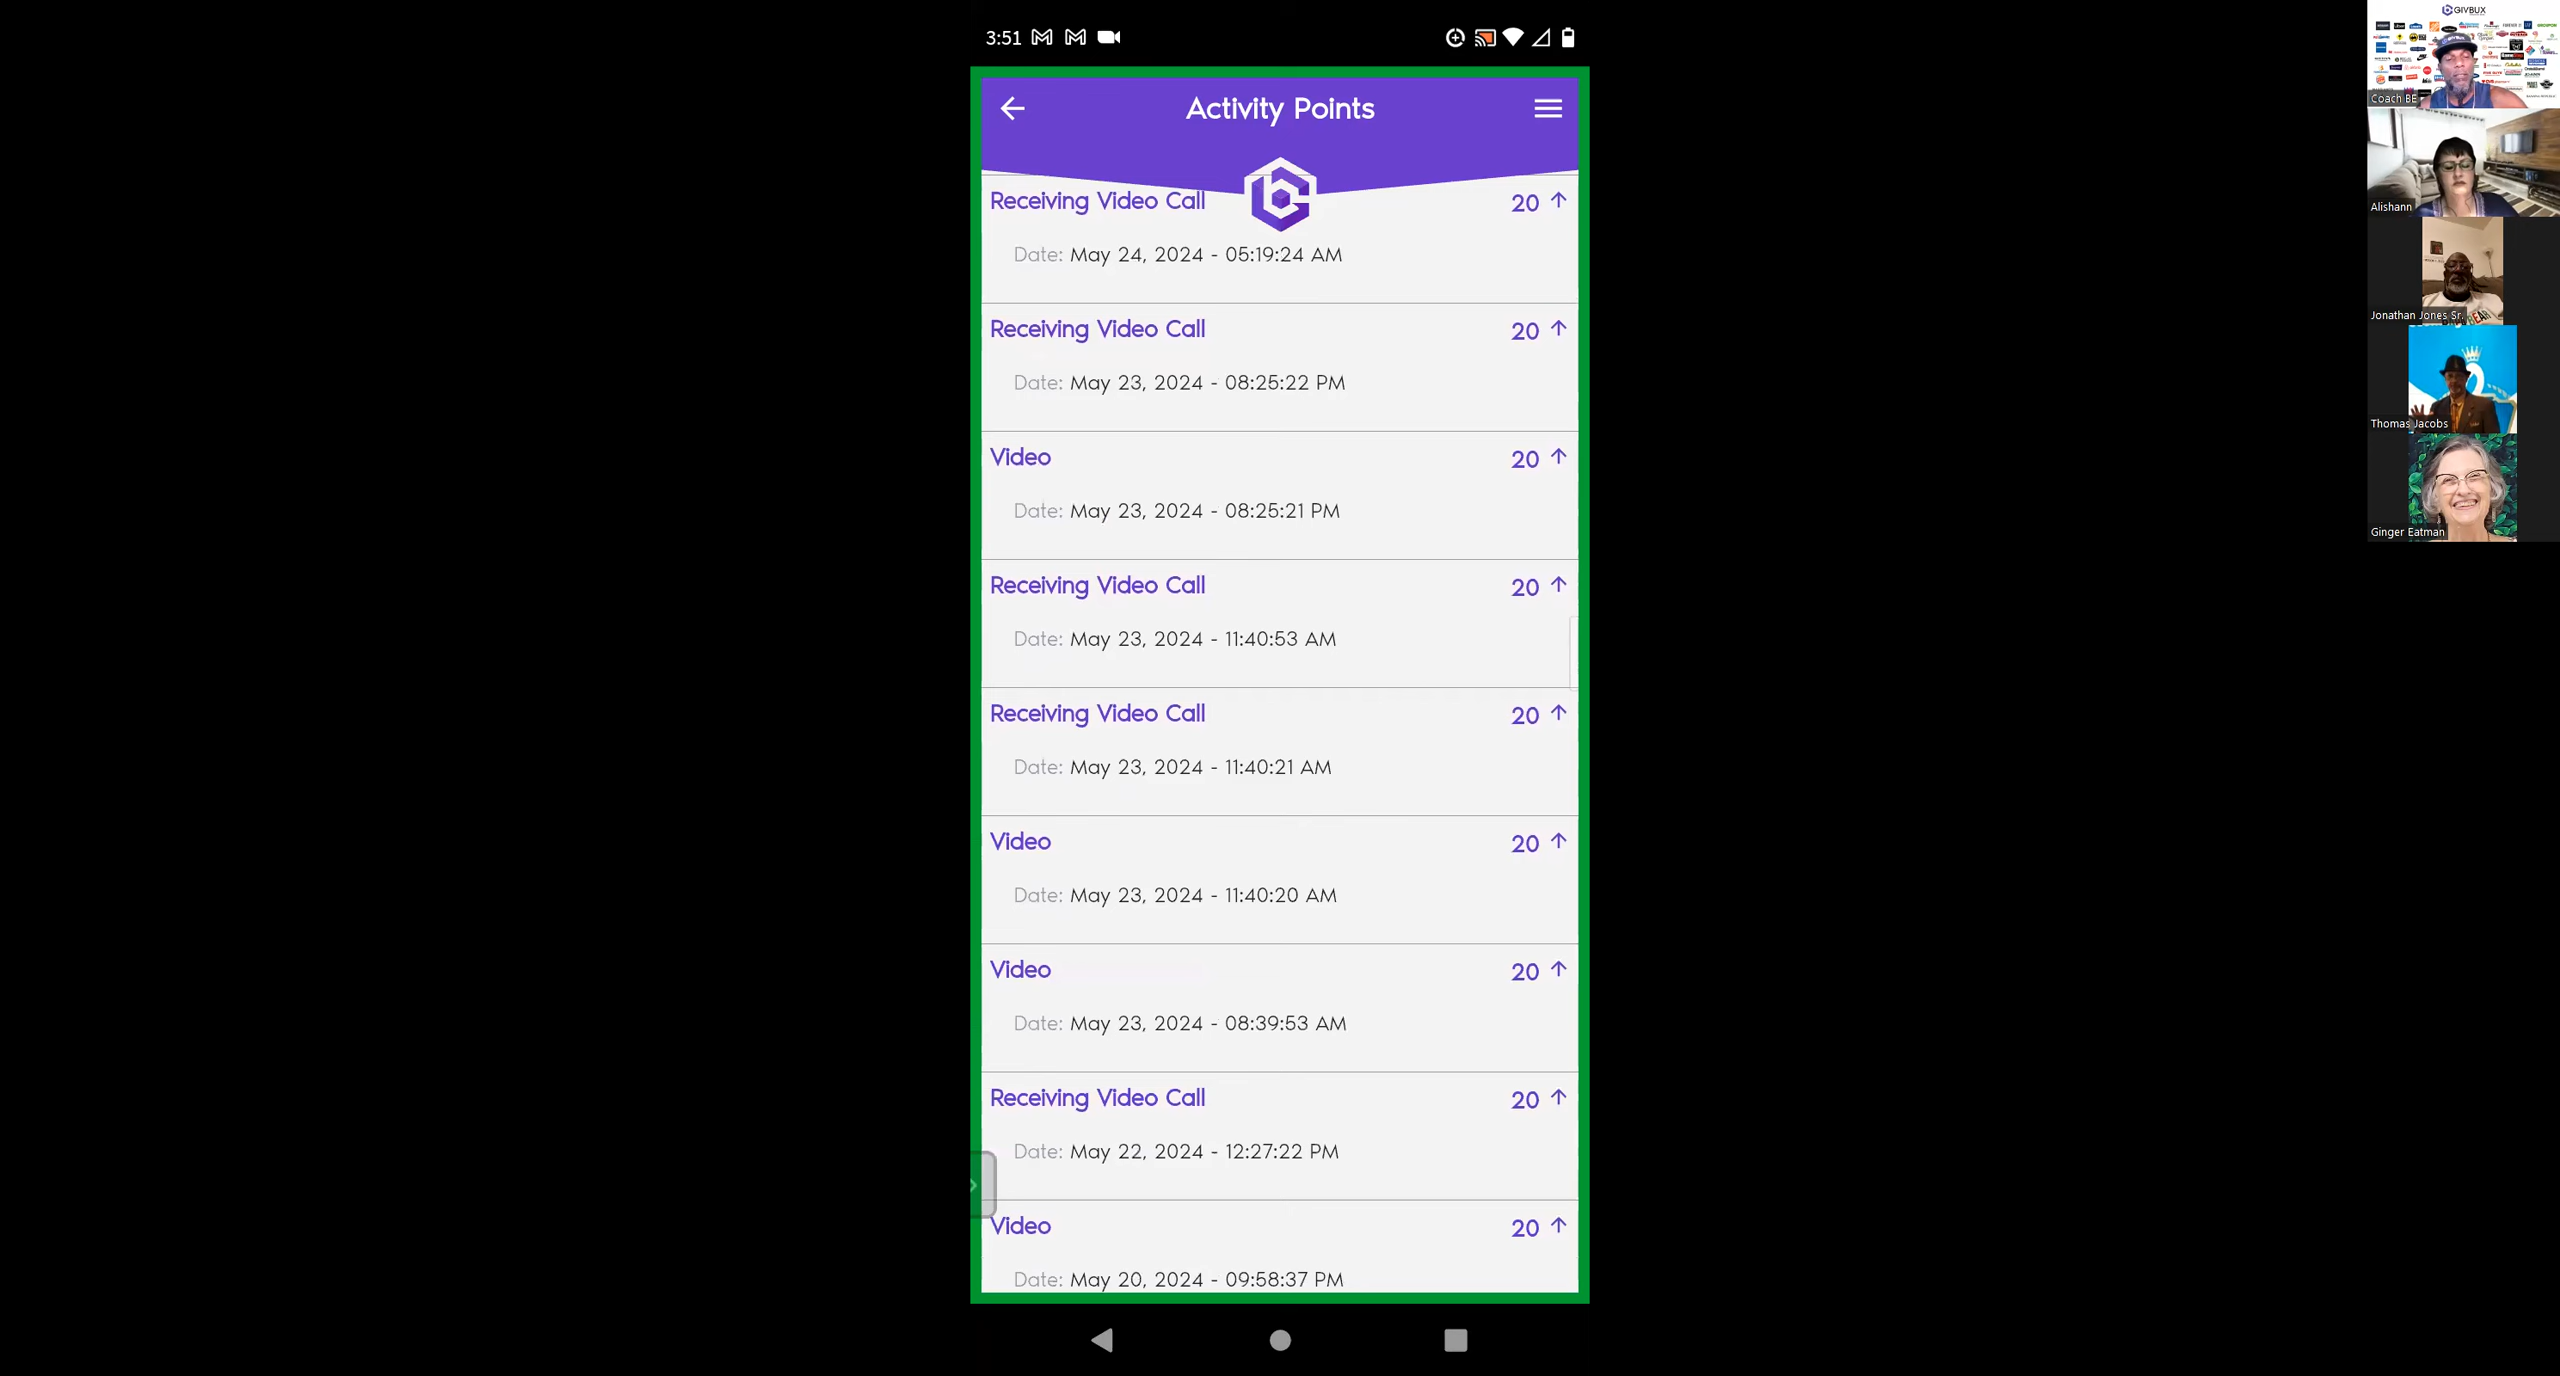 3:51
Activity Points
Receiving Video Call 20
Date: May 24, 2024 - 05:19:24 AM
Receiving Video Call 20
Date: May 23, 2024 - 08:25:22 PM
Video 20
Date: May 23, 2024 - 08:25:21 PM
Receiving Video Call 20
Date: May 23, 2024 - 11:40:53 AM
Receiving Video Call 20
Date: May 23, 2024 - 11:40:21 AM
Video 20
Date: May 23, 2024 - 11:40:20 AM
Video 20
Date: May 23, 2024 - 08:39:53 AM
Receiving Video Call 20
Date: May 22, 2024 - 12:27:22 PM
Video 20
Date: May 20, 2024 - 09:58:37 PM
GIVBUX
Coach BE
Alishann
Jonathan Jones Sr.
Thomas Jacobs
Ginger Eatman